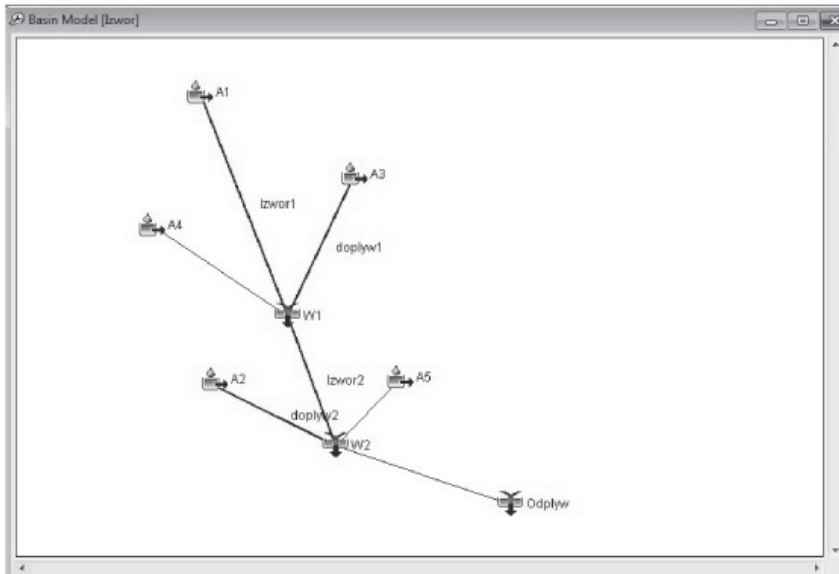 Basin Model [Izwor]
A1
A3
Izwor1
A4
doplyw1
W1
A2
Izwor2
A5
doplyw2
W2
Odplyw